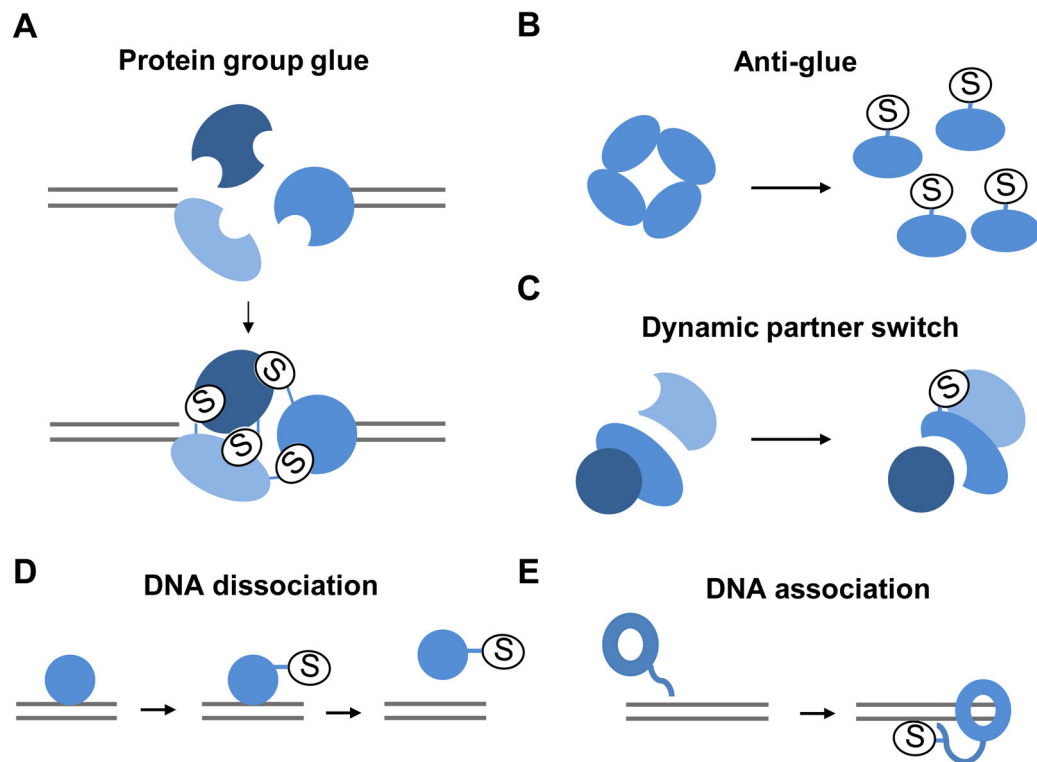 A
Protein group glue
S
S
S
S
B
Anti-glue
S
S
S
S
C
Dynamic partner switch
S
D
DNA dissociation
S
S
E
DNA association
S